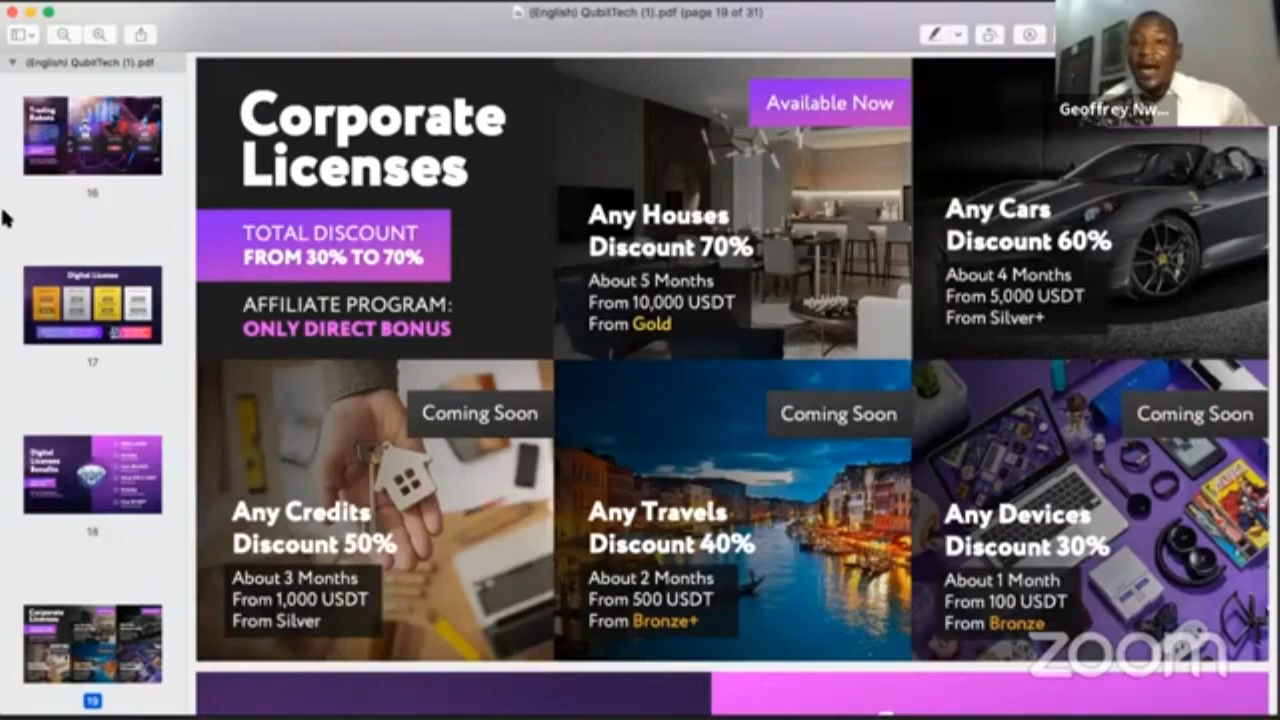 (English) QubitTech (1).pdf (page 19 of 31)
(English) QubitTech (1).pdf
Trading
Robots
16
Digital License
17
Digital
Licenses
Benefits
18
Corporate
Licenses
19
Corporate
Licenses
TOTAL DISCOUNT
FROM 30% TO 70%
AFFILIATE PROGRAM:
ONLY DIRECT BONUS
Available Now
Any Houses
Discount 70%
About 5 Months
From 10,000 USDT
From Gold
Geoffrey Nw...
Any Cars
Discount 60%
About 4 Months
From 5,000 USDT
From Silver+
Coming Soon
Any Credits
Discount 50%
About 3 Months
From 1,000 USDT
From Silver
Coming Soon
Any Travels
Discount 40%
About 2 Months
From 500 USDT
From Bronze+
Coming Soon
Any Devices
Discount 30%
About 1 Month
From 100 USDT
From Bronze
zoom